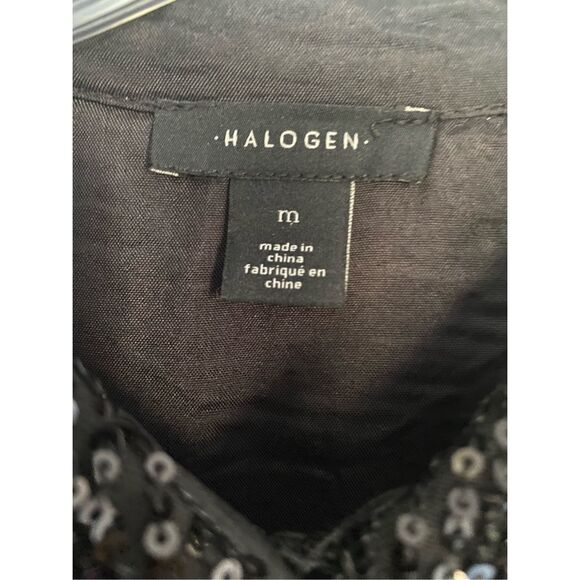 ·HALOGEN·
m
made in
china
fabriqué en
chine